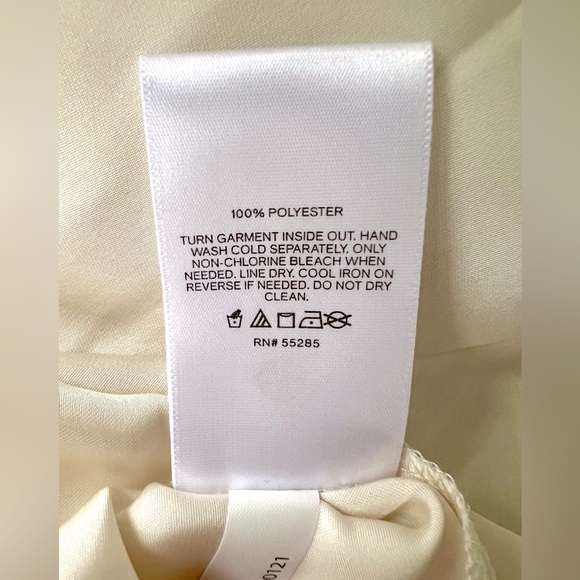 100% POLYESTER
TURN GARMENT INSIDE OUT. HAND
WASH COLD SEPARATELY. ONLY
NON-CHLORINE BLEACH WHEN
NEEDED. LINE DRY. COOL IRON ON
REVERSE IF NEEDED. DO NOT DRY
CLEAN.
RN# 55285
0121